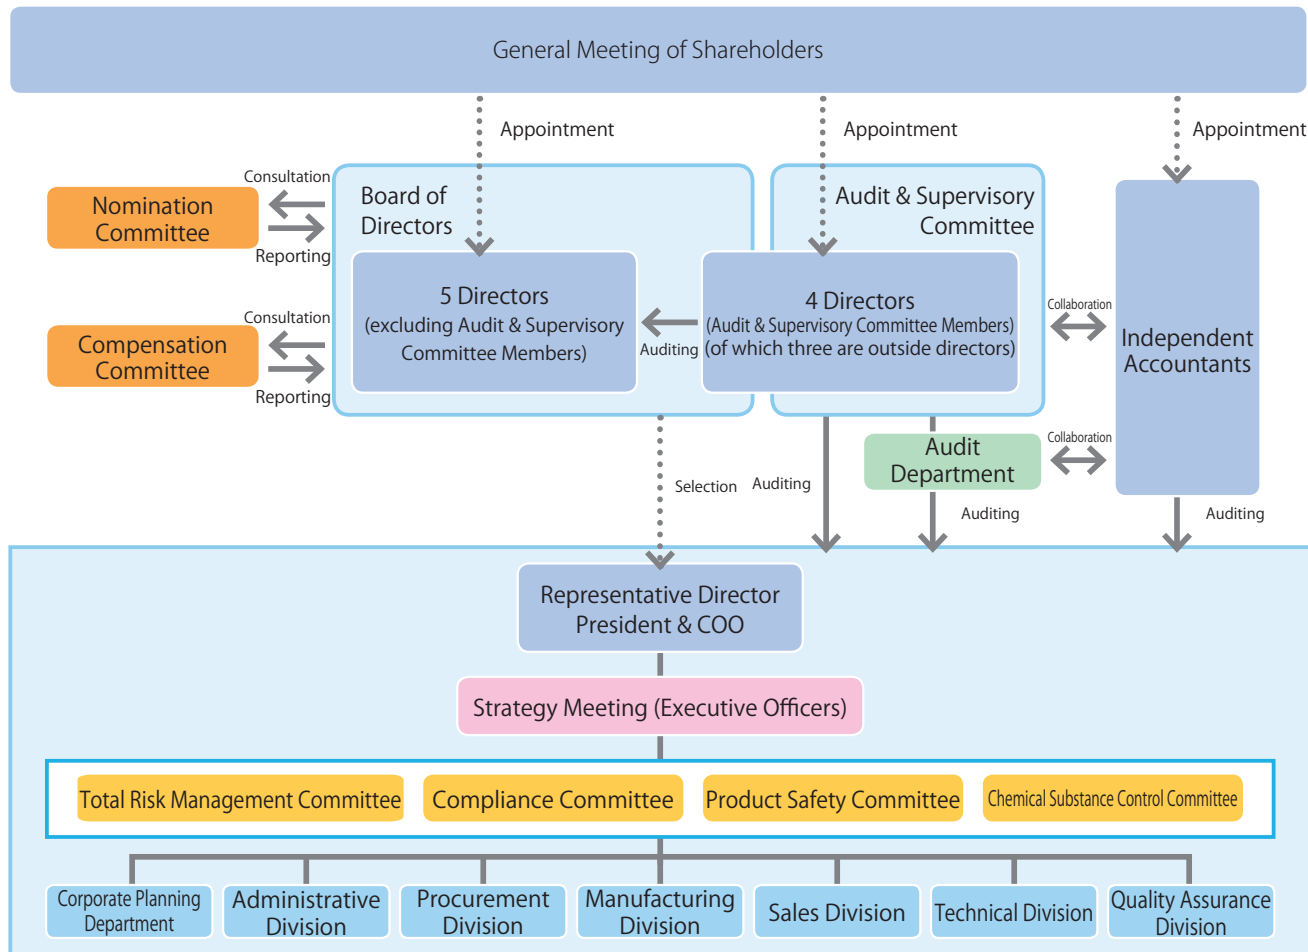 General Meeting of Shareholders
Appointment
Appointment
Appointment
Consultation
Nomination
Committee
Reporting
Consultation
Compensation
Committee
Reporting
Board of
Directors
5 Directors
(excluding Audit & Supervisory
Committee Members)
Auditing
Audit & Supervisory
Committee
4 Directors
(Audit & Supervisory Committee Members)
(of which three are outside directors)
Collaboration
Independent
Accountants
Audit
Department
Collaboration
Selection
Auditing
Auditing
Auditing
Representative Director
President & COO
Strategy Meeting (Executive Officers)
Total Risk Management Committee
Compliance Committee
Product Safety Committee
Chemical Substance Control Committee
Corporate Planning
Department
Administrative
Division
Procurement
Division
Manufacturing
Division
Sales Division
Technical Division
Quality Assurance
Division